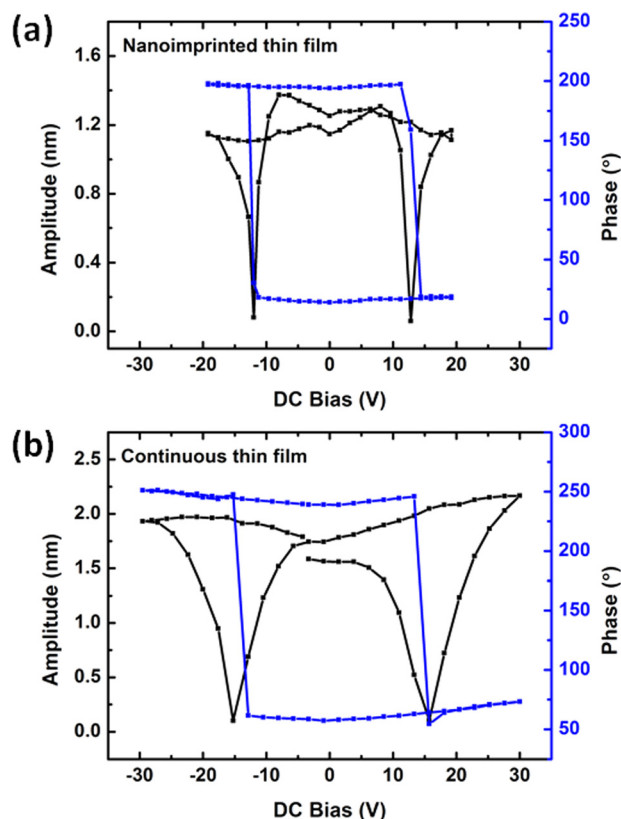 (a)
Nanoimprinted thin film
1.6
1.2
0.8
0.4
0.0
Amplitude (nm)
250
200
150
100
50
0
Phase (°)
-30 -20 -10 0 10 20 30
DC Bias (V)
(b)
Continuous thin film
2.5
2.0
1.5
1.0
0.5
0.0
Amplitude (nm)
300
250
200
150
100
50
Phase (°)
-30 -20 -10 0 10 20 30
DC Bias (V)